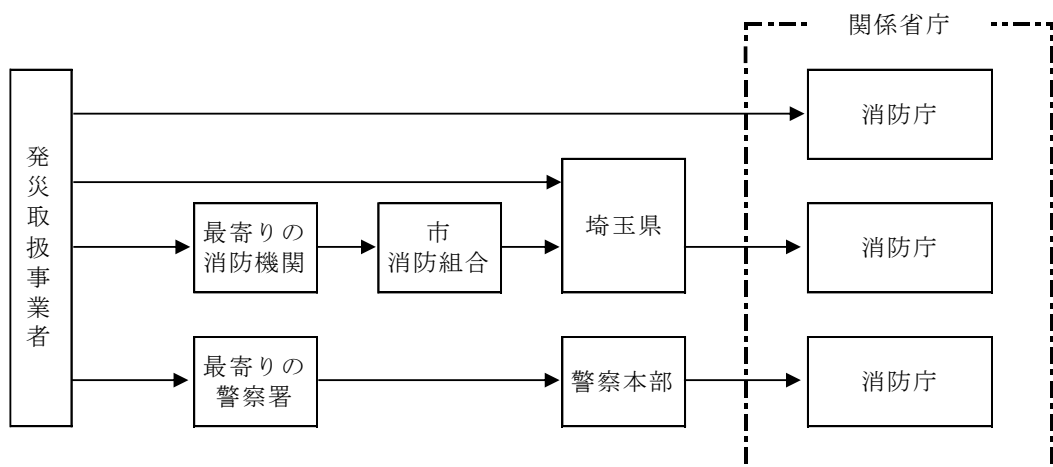 関係省庁
発災取扱事業者
消防庁
最寄りの
消防機関
市
消防組合
埼玉県
消防庁
最寄りの
警察署
警察本部
消防庁